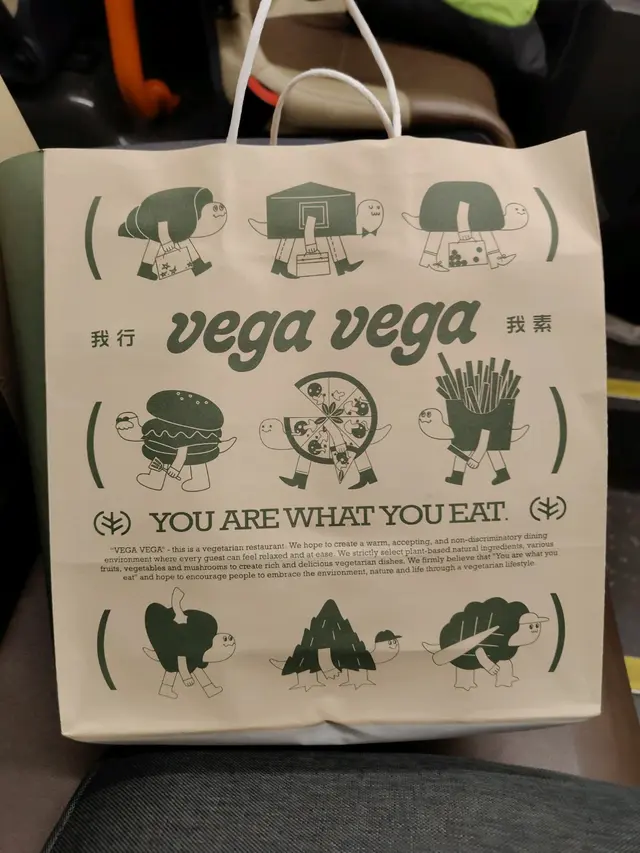 我行 vega vega 我素
YOU ARE WHAT YOU EAT.
"VEGA VEGA" - this is a vegetarian restaurant. We hope to create a warm, accepting, and non-discriminatory dining
environment where every guest can feel relaxed and at ease. We strictly select plant-based natural ingredients, various
fruits, vegetables and mushrooms to create rich and delicious vegetarian dishes. We firmly believe that "You are what you
eat" and hope to encourage people to embrace the environment, nature and life through a vegetarian lifestyle.